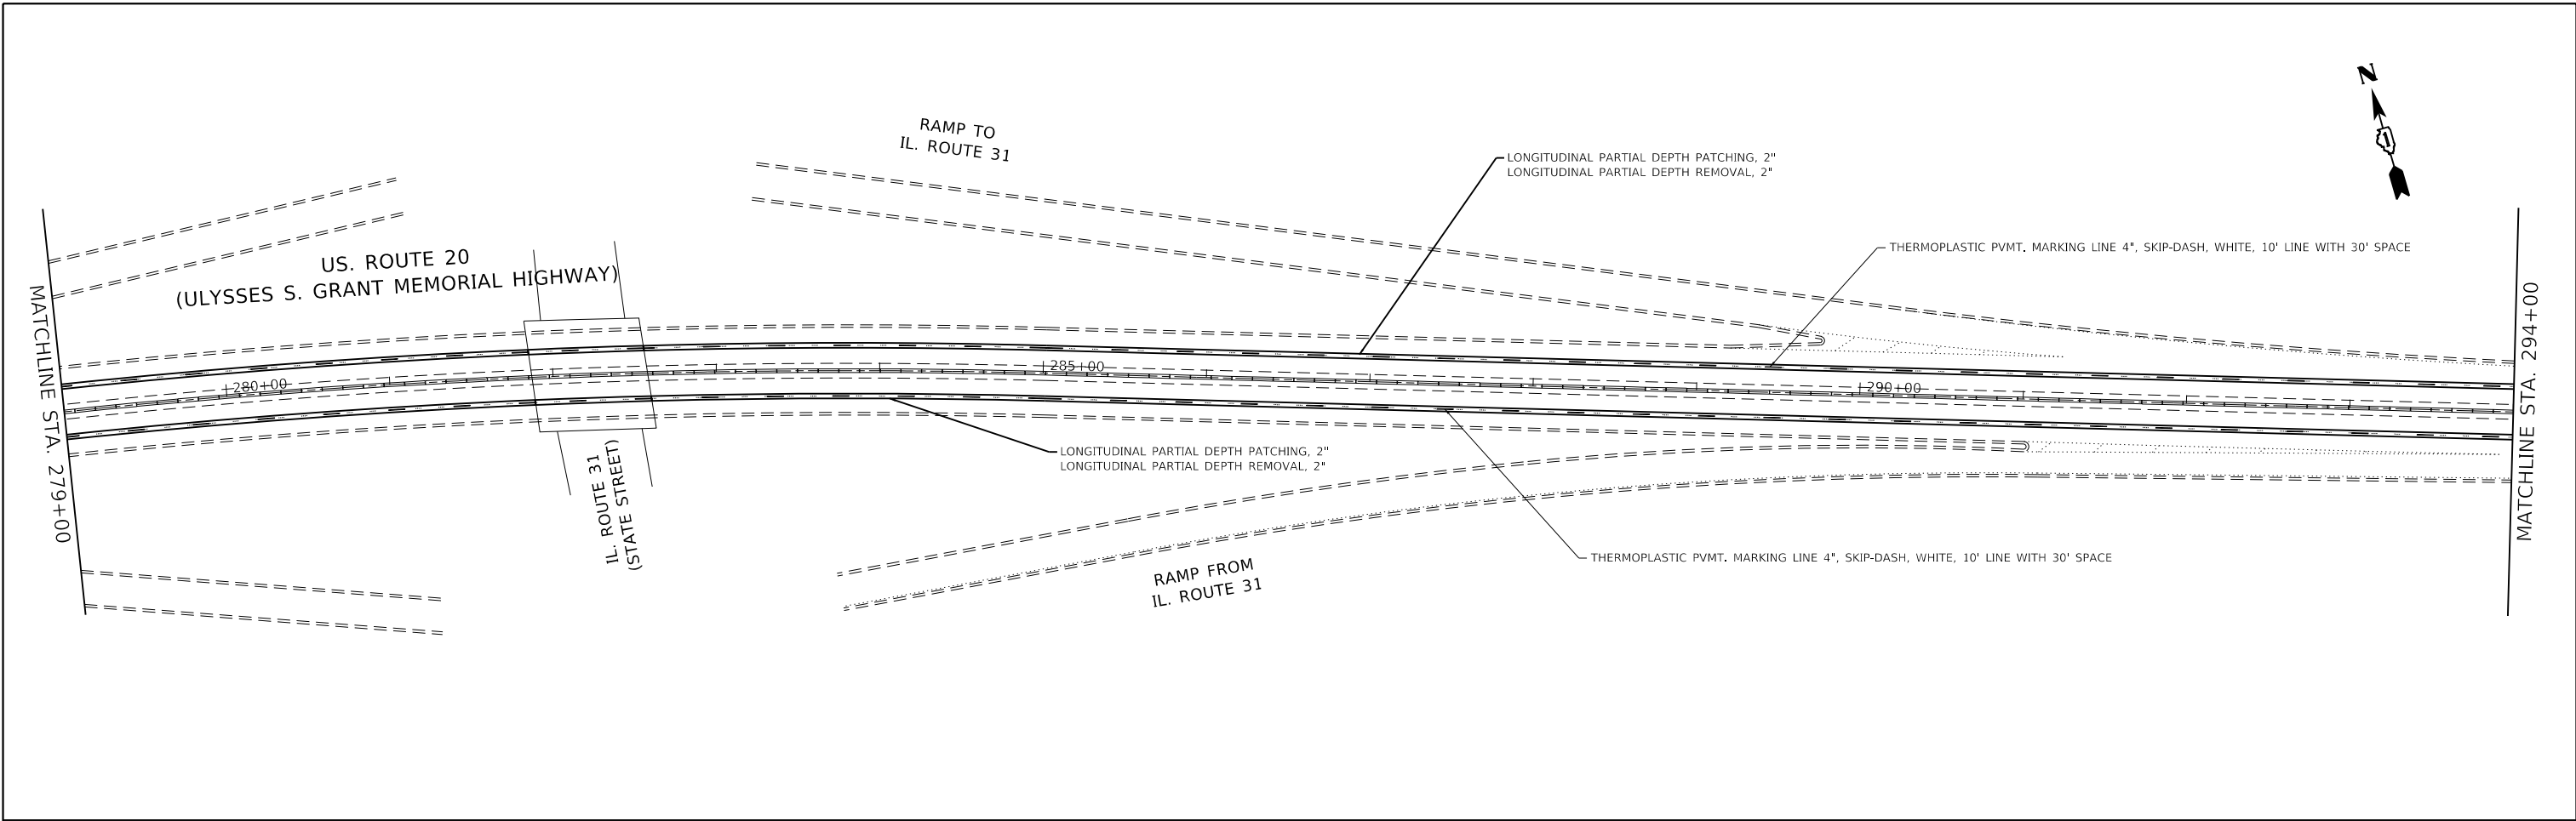 N
RAMP TO
IL. ROUTE 31
LONGITUDINAL PARTIAL DEPTH PATCHING, 2"
LONGITUDINAL PARTIAL DEPTH REMOVAL, 2"
THERMOPLASTIC PVMT. MARKING LINE 4", SKIP-DASH, WHITE, 10' LINE WITH 30' SPACE
US. ROUTE 20
(ULYSSES S. GRANT MEMORIAL HIGHWAY)
MATCHLINE STA. 279+00
280+00
285+00
290+00
MATCHLINE STA. 294+00
LONGITUDINAL PARTIAL DEPTH PATCHING, 2"
LONGITUDINAL PARTIAL DEPTH REMOVAL, 2"
IL. ROUTE 31
(STATE STREET)
THERMOPLASTIC PVMT. MARKING LINE 4", SKIP-DASH, WHITE, 10' LINE WITH 30' SPACE
RAMP FROM
IL. ROUTE 31